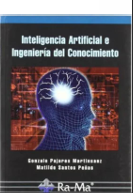 Inteligencia Artificial e
Ingeniería del Conocimiento
Gonzalo Pajares Martinsanz
Matilde Santos Peñas
Ra-Ma®